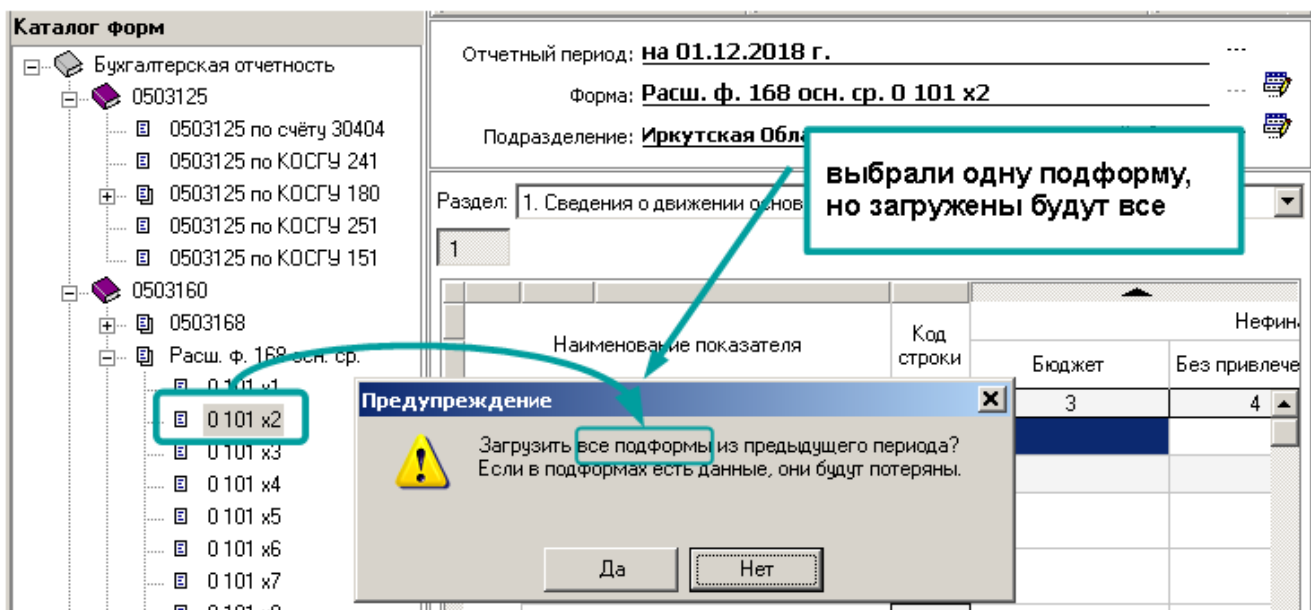 Каталог форм
Бухгалтерская отчетность
0503125
0503125 по счёту 30404
0503125 по КОСГУ 241
0503125 по КОСГУ 180
0503125 по КОСГУ 251
0503125 по КОСГУ 151
0503160
0503168
Расш. ф. 168 осн. ср.
0 101 x1
0 101 x2
0 101 x3
0 101 x4
0 101 x5
0 101 x6
0 101 x7
Отчетный период: на 01.12.2018 г.
Форма: Расш. ф. 168 осн. ср. 0 101 x2
Подразделение: Иркутская Обла
выбрали одну подформу,
но загружены будут все
Раздел: 1. Сведения о движении основ
1
Наименование показателя
Код
строки
Нефин
Бюджет
Без привлече
3
4
Предупреждение
Загрузить все подформы из предыдущего периода?
Если в подформах есть данные, они будут потеряны.
Да
Нет